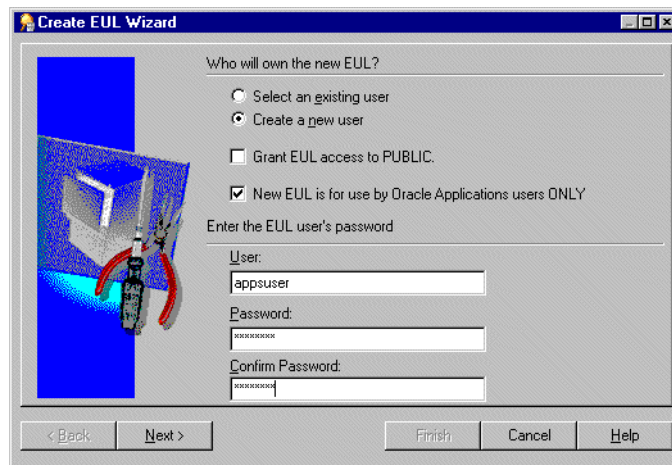 Create EUL Wizard
Who will own the new EUL?
Select an existing user
Create a new user
Grant EUL access to PUBLIC.
New EUL is for use by Oracle Applications users ONLY
Enter the EUL user's password
User:
appsuser
Password:
********
Confirm Password:
********
< Back Next > Finish Cancel Help